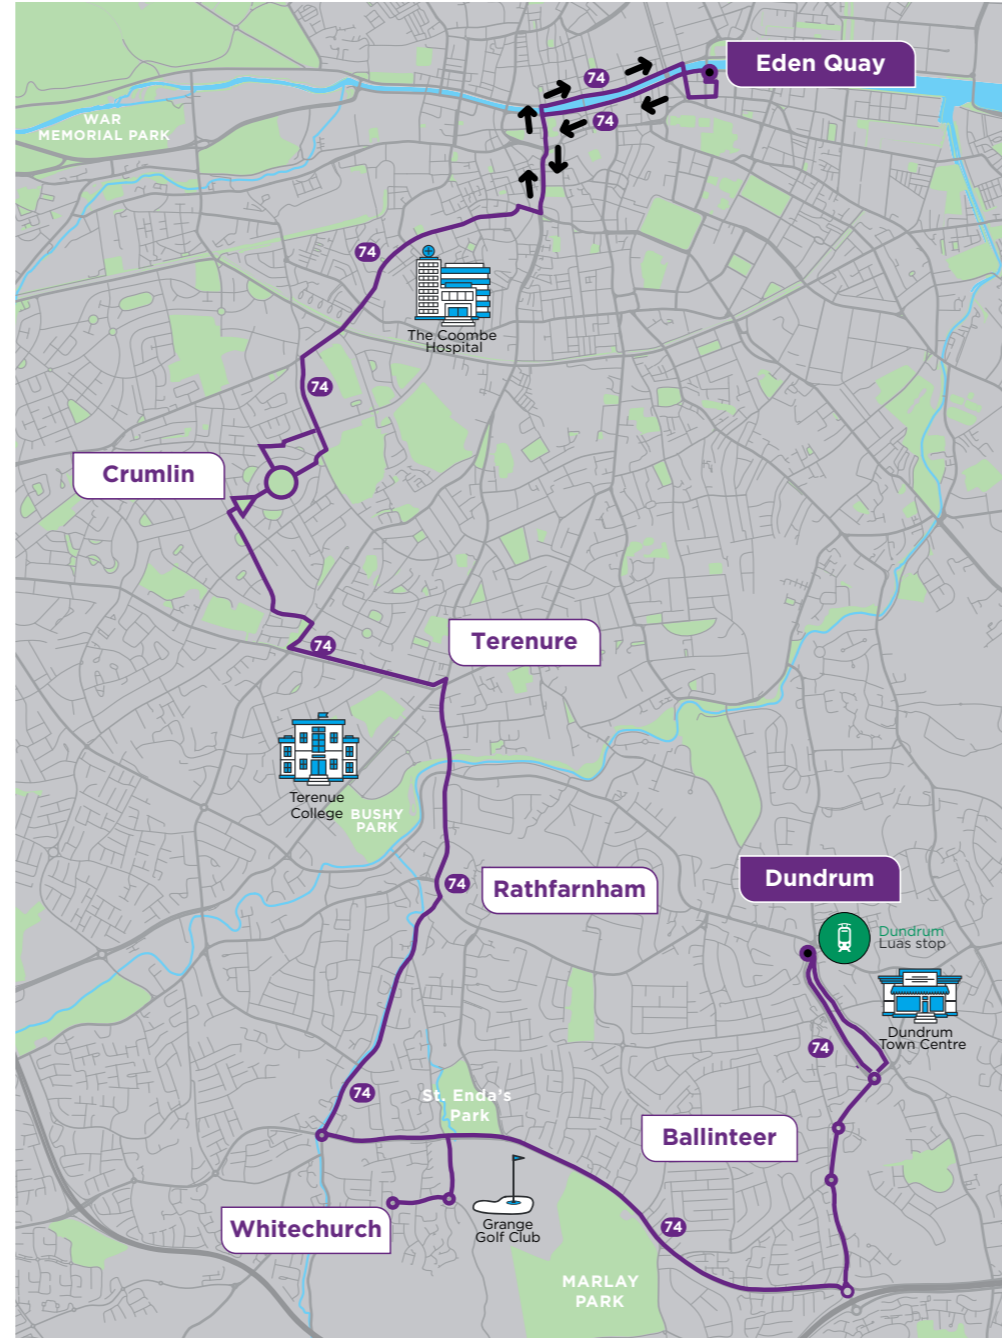 Eden Quay
74
WAR
MEMORIAL PARK
74
74
The Coombe
Hospital
74
Crumlin
Terenure
74
Terenue
College
BUSHY
PARK
Dundrum
74
Rathfarnham
Dundrum
Luas stop
Dundrum
Town Centre
74
74
St. Enda's
Park
Ballinteer
Whitechurch
Grange
Golf Club
74
MARLAY
PARK